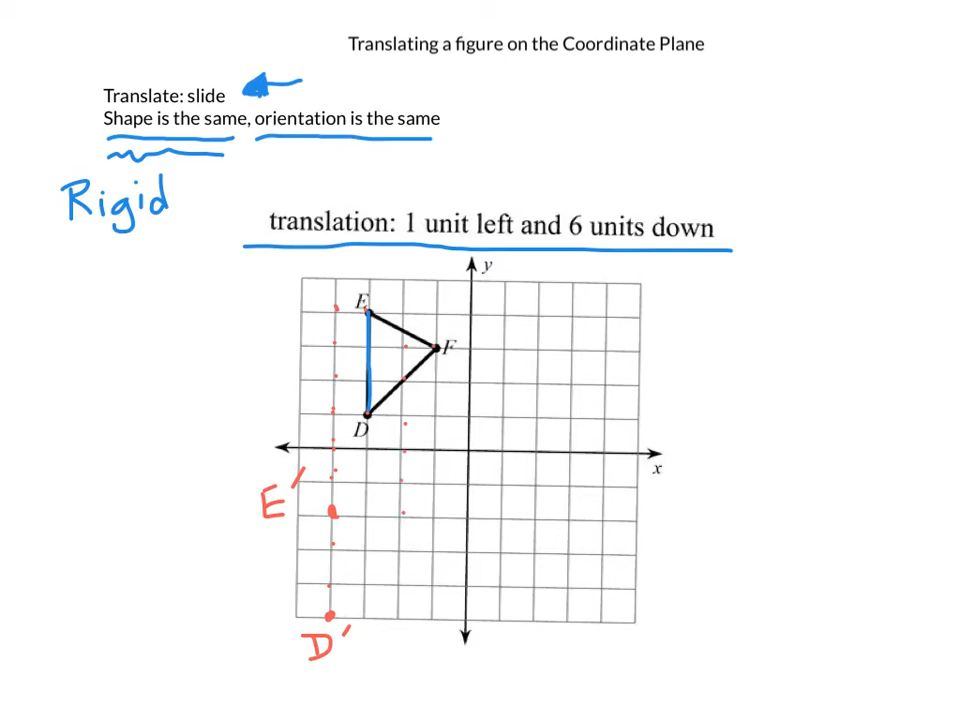 Translating a figure on the Coordinate Plane
Translate: slide
Shape is the same, orientation is the same
Rigid
translation: 1 unit left and 6 units down
y
E
F
D
x
E'
D'